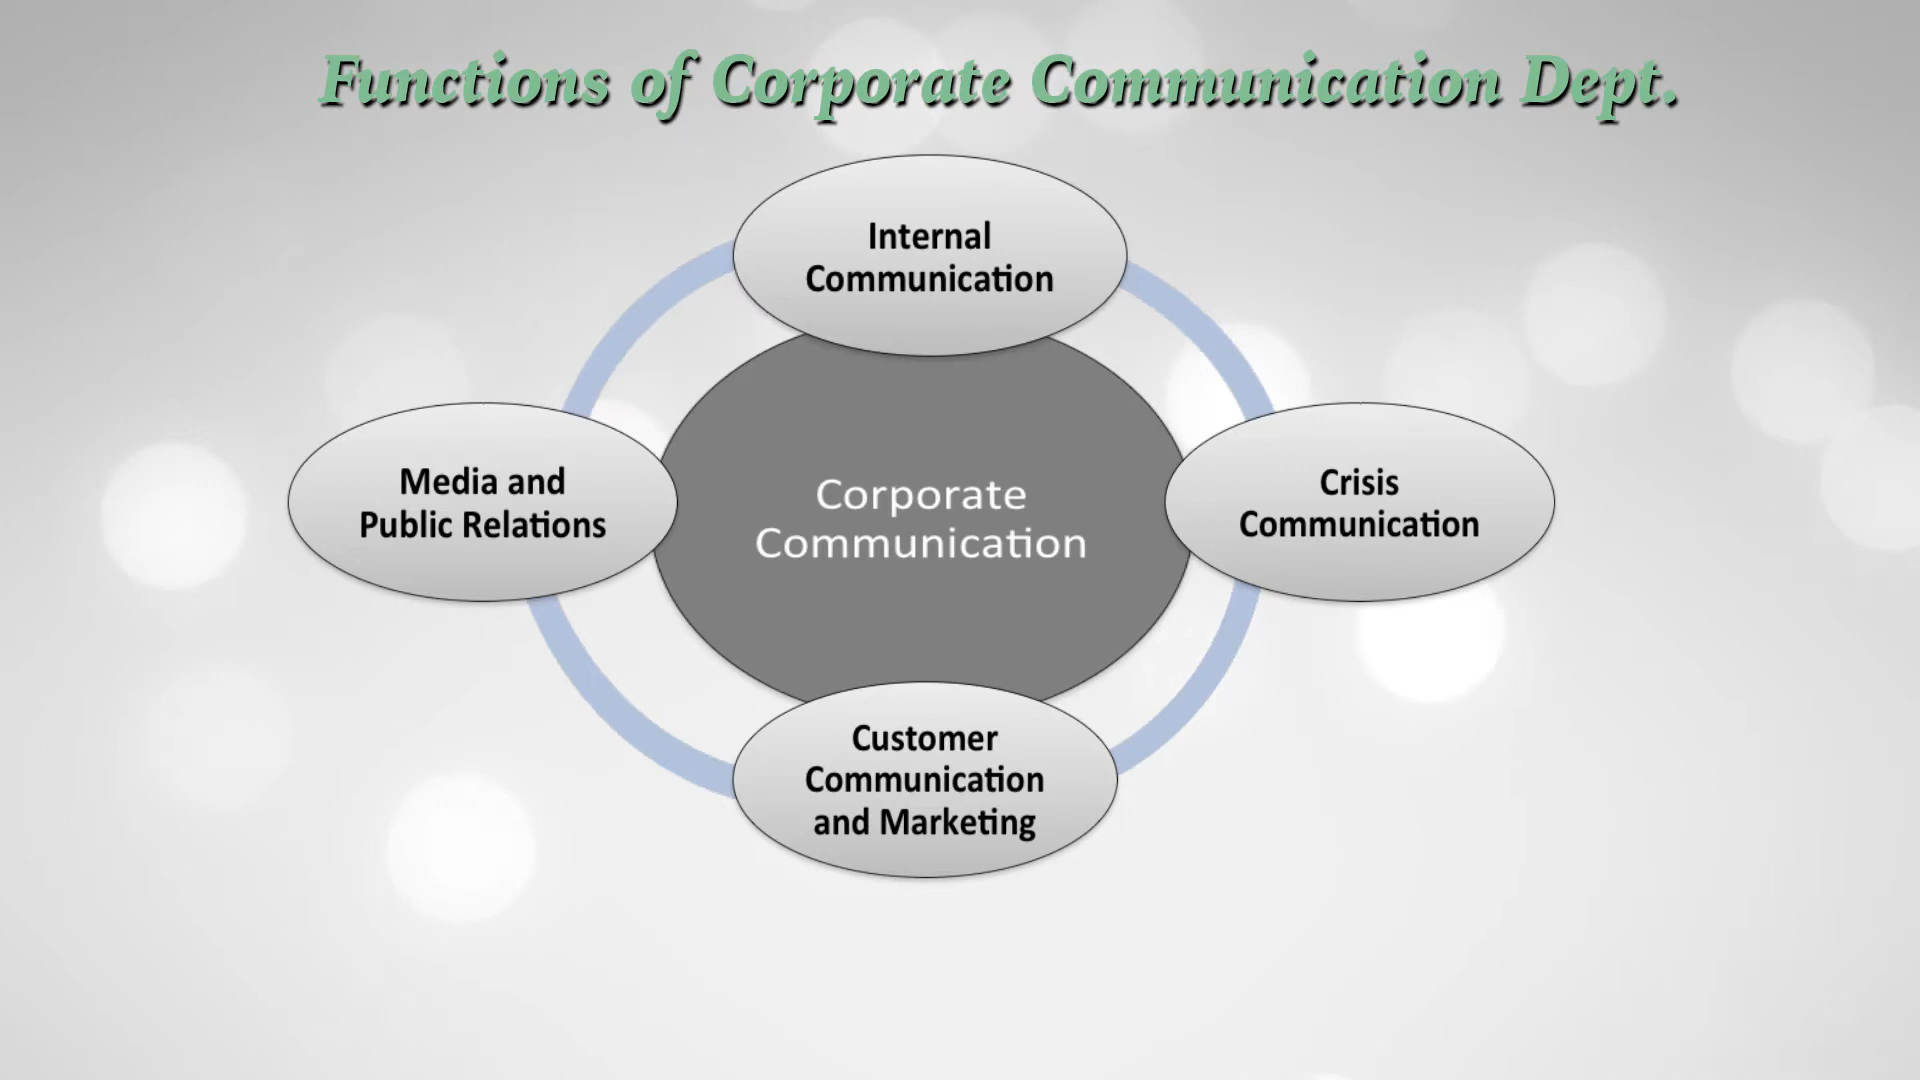 Functions of Corporate Communication Dept.
Internal
Communication
Media and
Public Relations
Corporate
Communication
Crisis
Communication
Customer
Communication
and Marketing